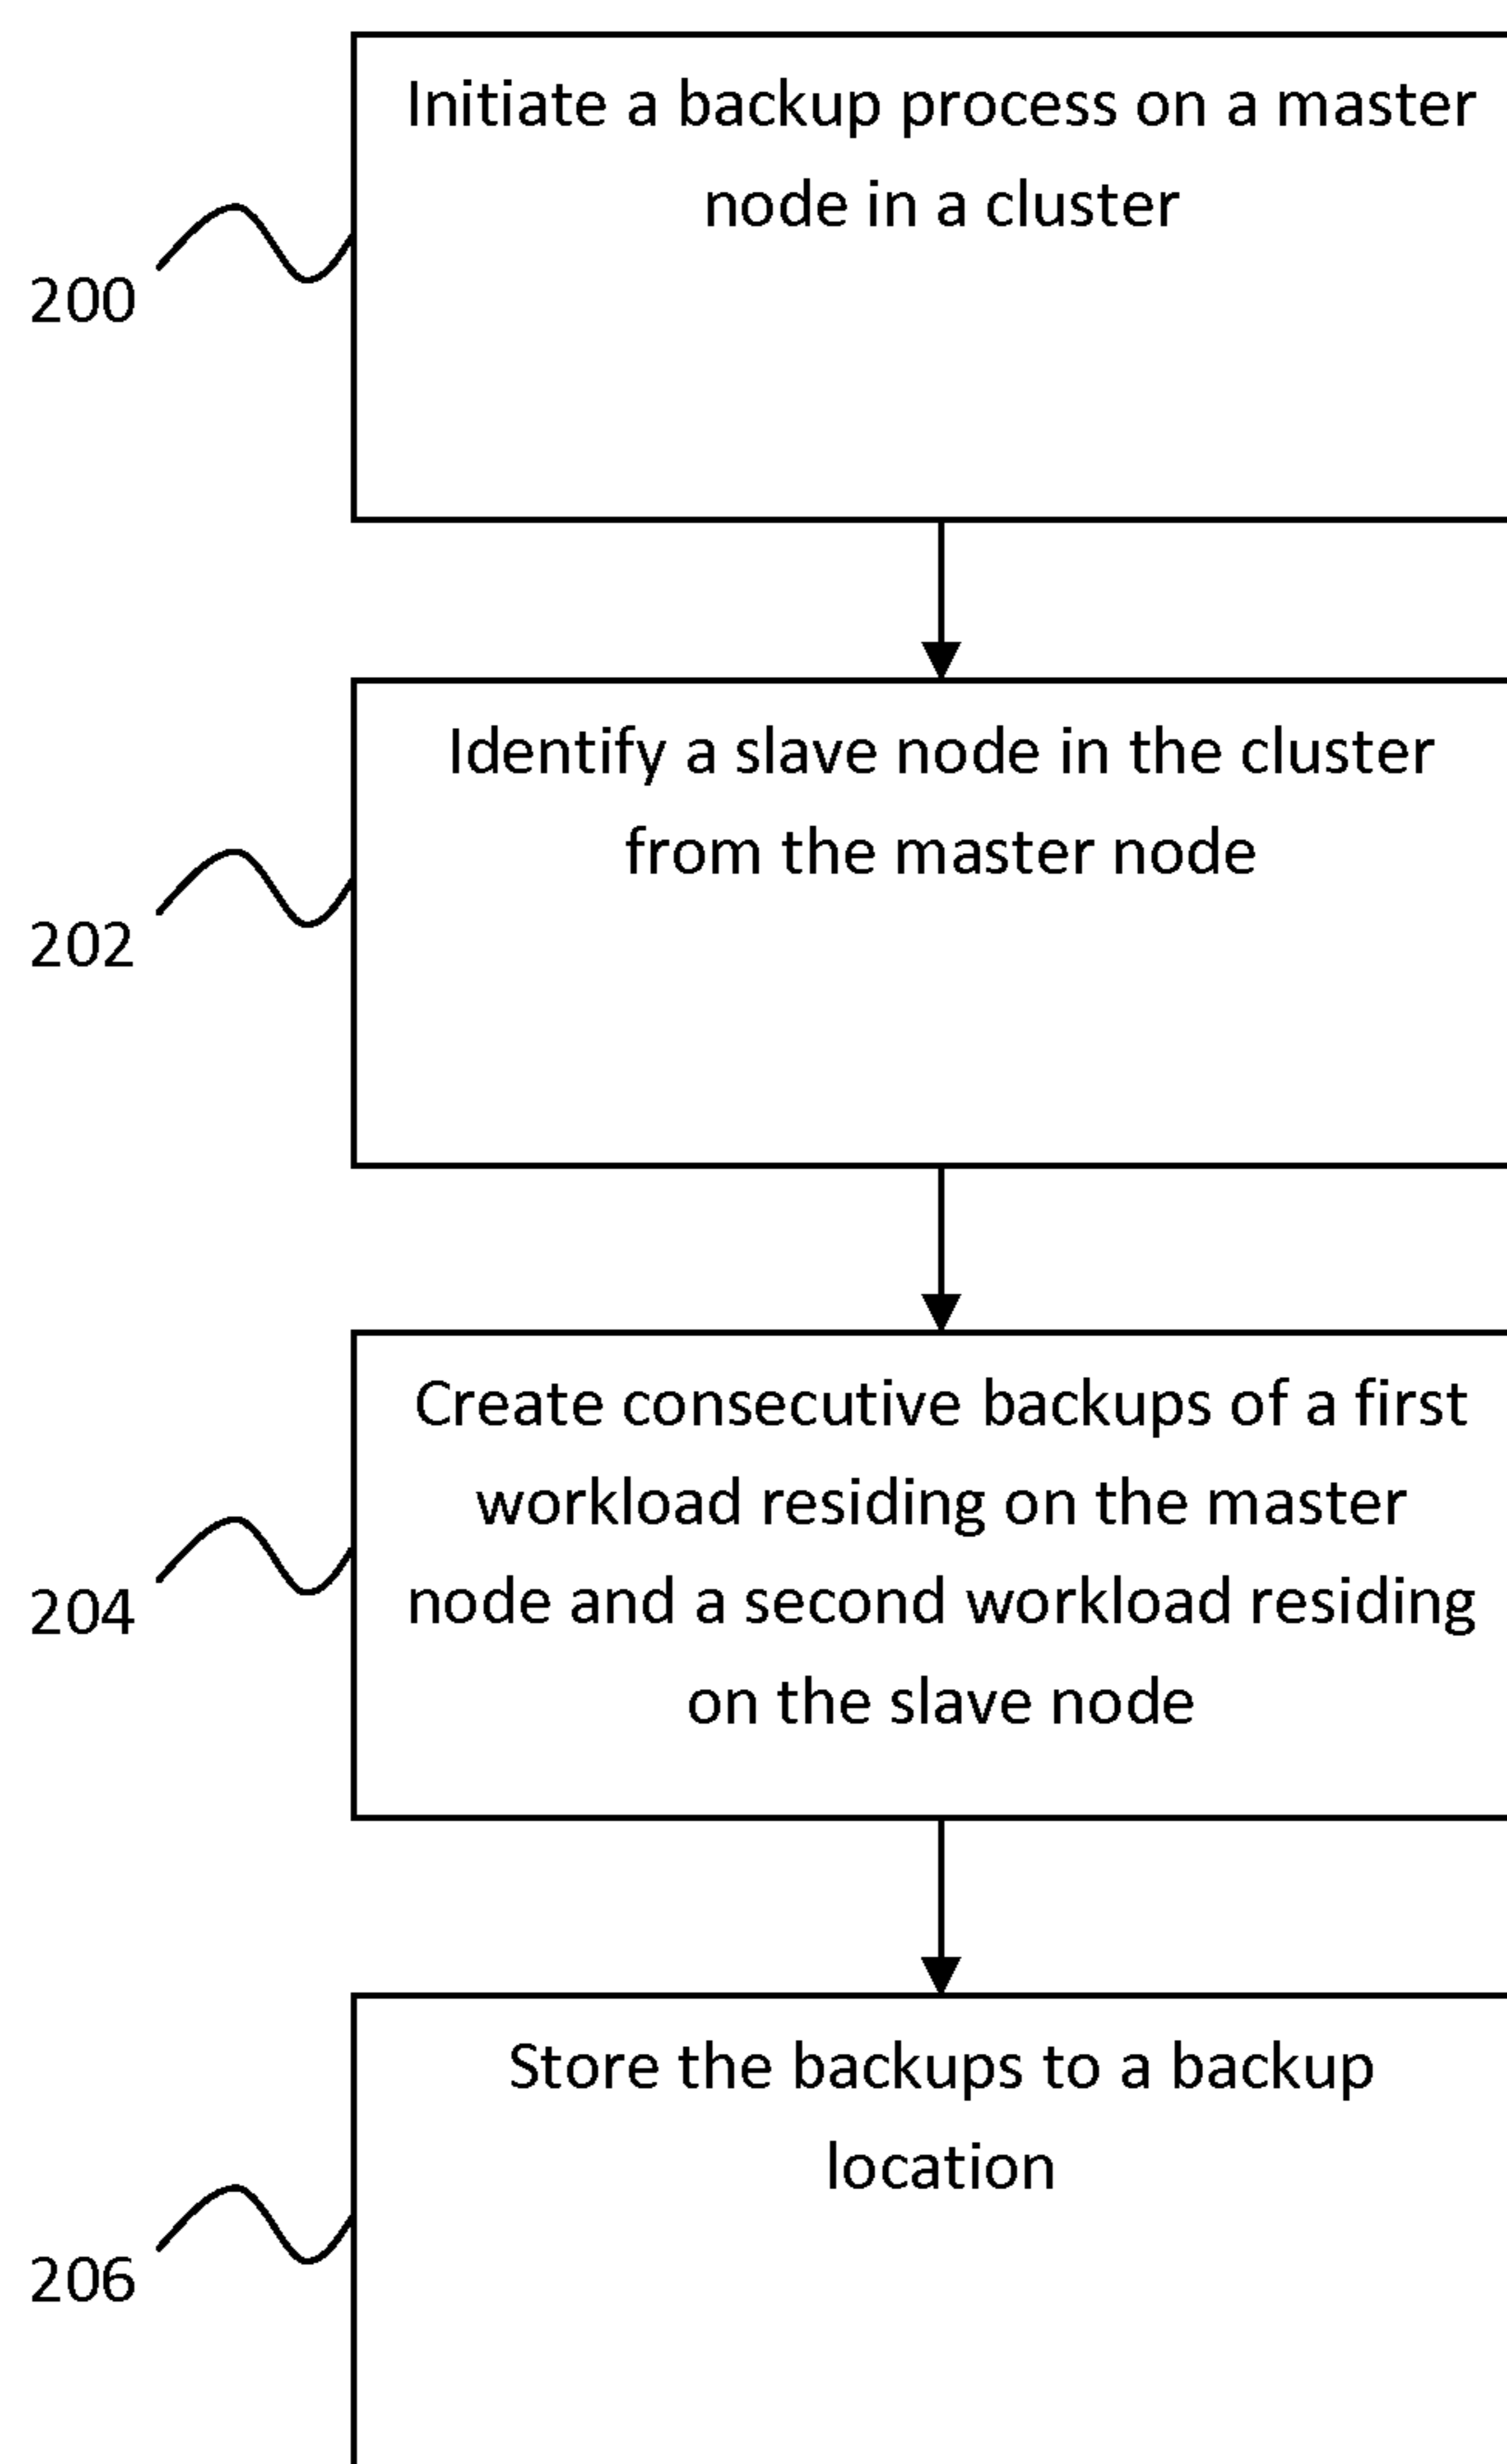 Initiate a backup process on a master
node in a cluster
200
Identify a slave node in the cluster
from the master node
202
Create consecutive backups of a first
workload residing on the master
node and a second workload residing
on the slave node
204
Store the backups to a backup
location
206